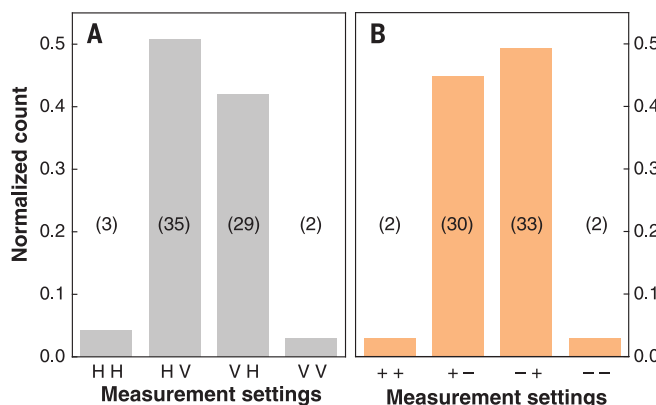 A
B
Normalized count
0.5
0.4
0.3
0.2
0.1
0.0
(3)
(35)
(29)
(2)
(2)
(30)
(33)
(2)
0.5
0.4
0.3
0.2
0.1
0.0
H H
H V
V H
V V
+ +
+ −
− +
− −
Measurement settings
Measurement settings